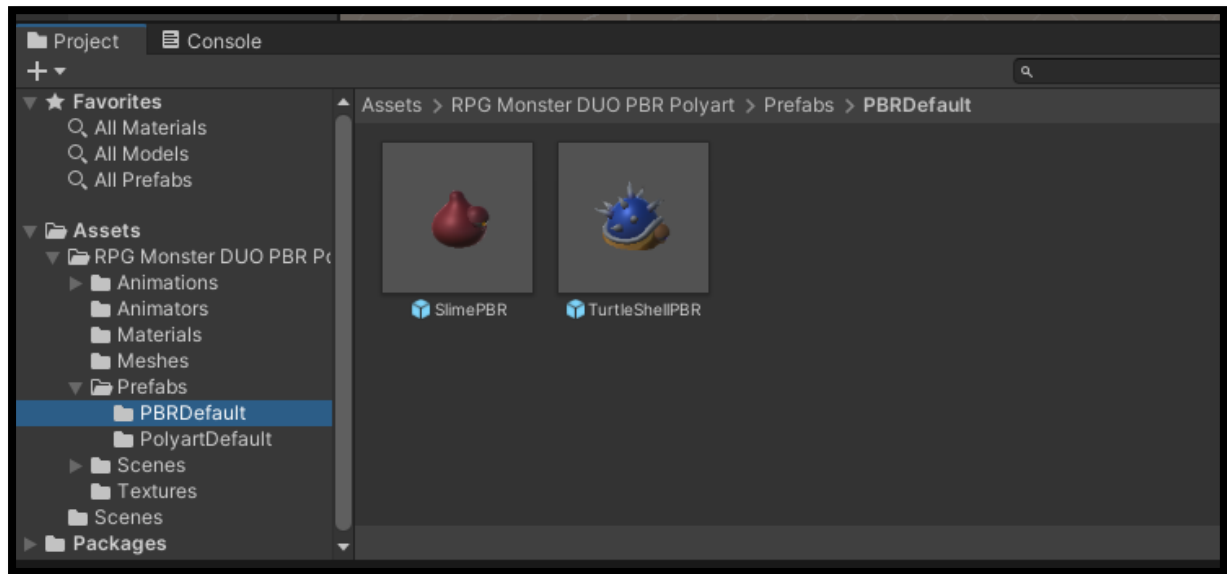 Project
Console
Favorites
All Materials
All Models
All Prefabs
Assets
RPG Monster DUO PBR Po
Animations
Animators
Materials
Meshes
Prefabs
PBRDefault
PolyartDefault
Scenes
Textures
Scenes
Packages
Assets > RPG Monster DUO PBR Polyart > Prefabs > PBRDefault
SlimePBR
TurtleShellPBR